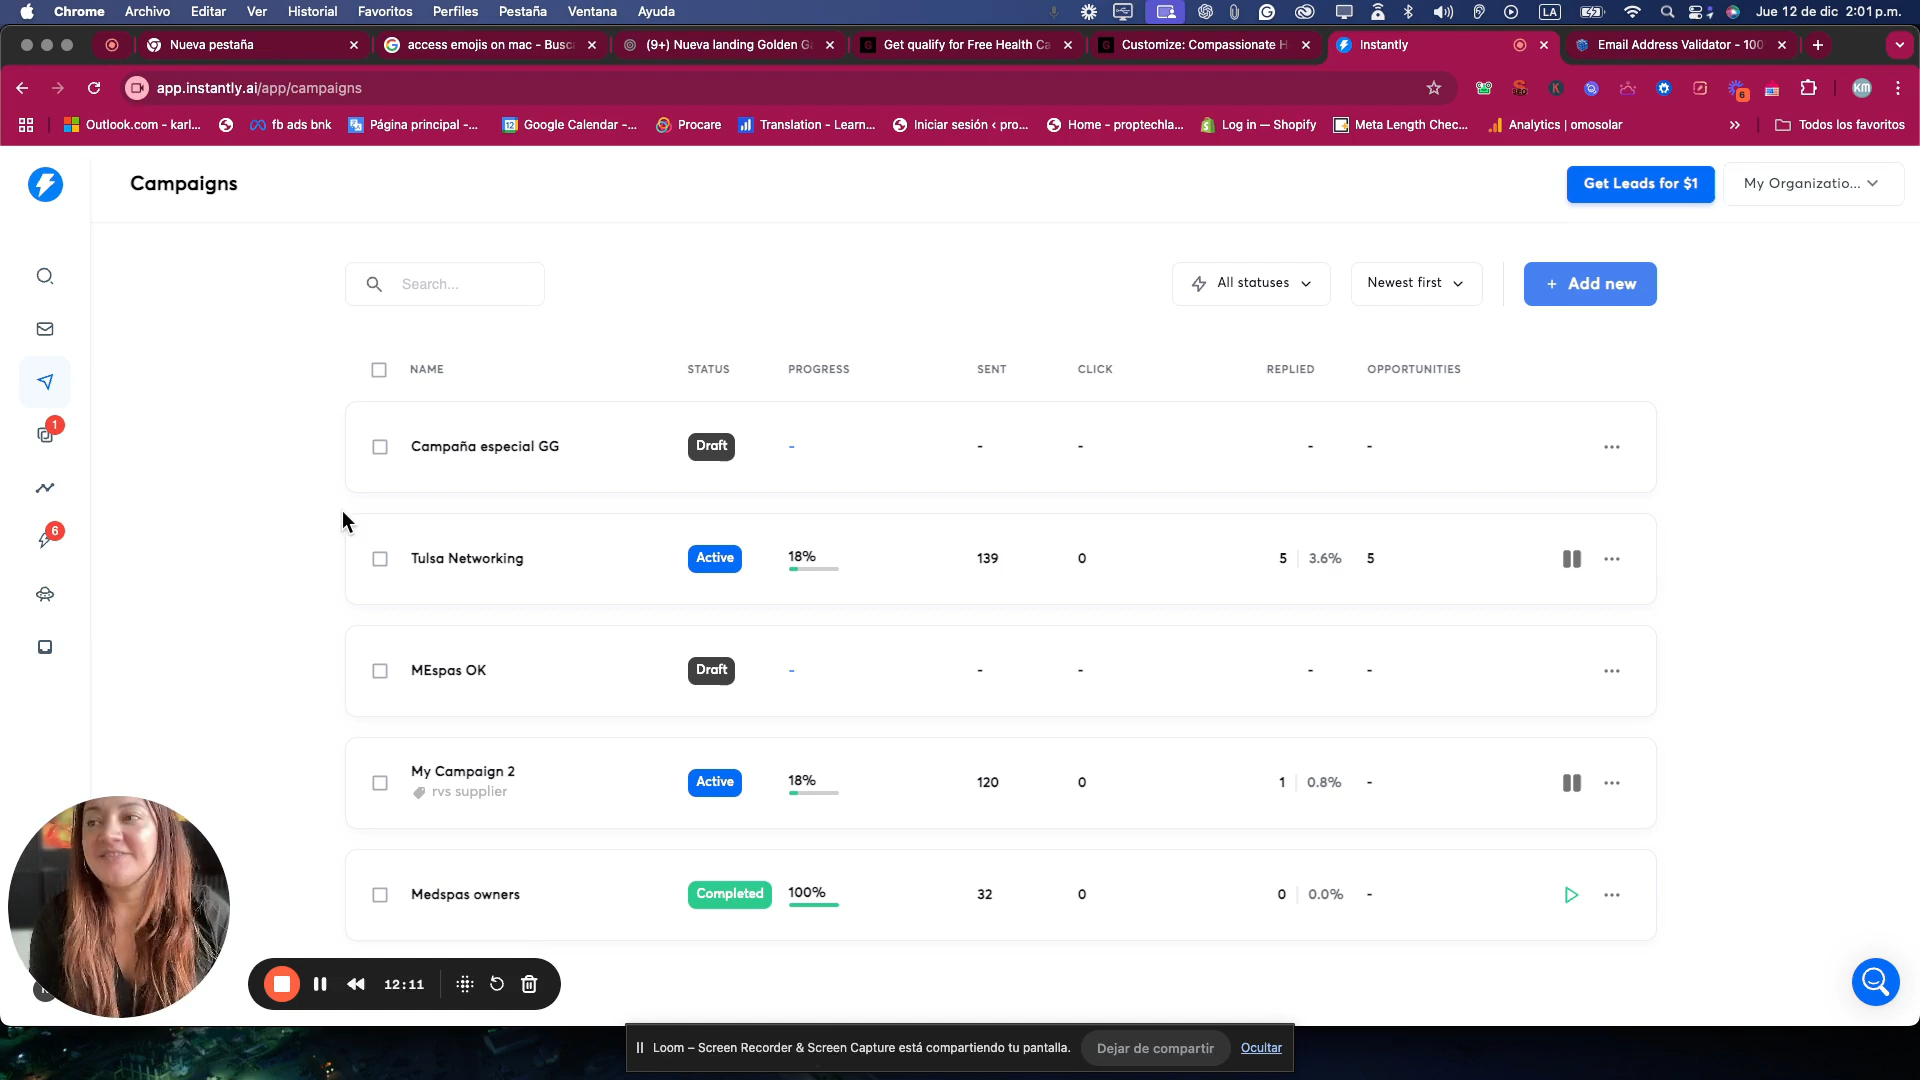 Chrome Archivo Editar Ver Historial Favoritos Perfiles Pestaña Ventana Ayuda LA Jue 12 de dic 2:01 p.m.
Nueva pestaña access emojis on mac - Busc (9+) Nueva landing Golden G Get qualify for Free Health Ca Customize: Compassionate H Instantly Email Address Validator - 100
app.instantly.ai/app/campaigns SEO K 6 KM
Outlook.com - karl... fb ads bnk Página principal -... Google Calendar -... Procare Translation - Learn... Iniciar sesión ‹ pro... Home - proptechla... Log in — Shopify Meta Length Chec... Analytics | omosolar Todos los favoritos
Campaigns
Get Leads for $1
My Organizatio...
Search...
All statuses
Newest first
+ Add new
NAME STATUS PROGRESS SENT CLICK REPLIED OPPORTUNITIES
1
6
Campaña especial GG Draft - - - - -
Tulsa Networking Active 18% 139 0 5 3.6% 5
MEspas OK Draft - - - - -
My Campaign 2 Active 18% 120 0 1 0.8% -
rvs supplier
Medspas owners Completed 100% 32 0 0 0.0% -
12:11
Loom – Screen Recorder & Screen Capture está compartiendo tu pantalla. Dejar de compartir Ocultar